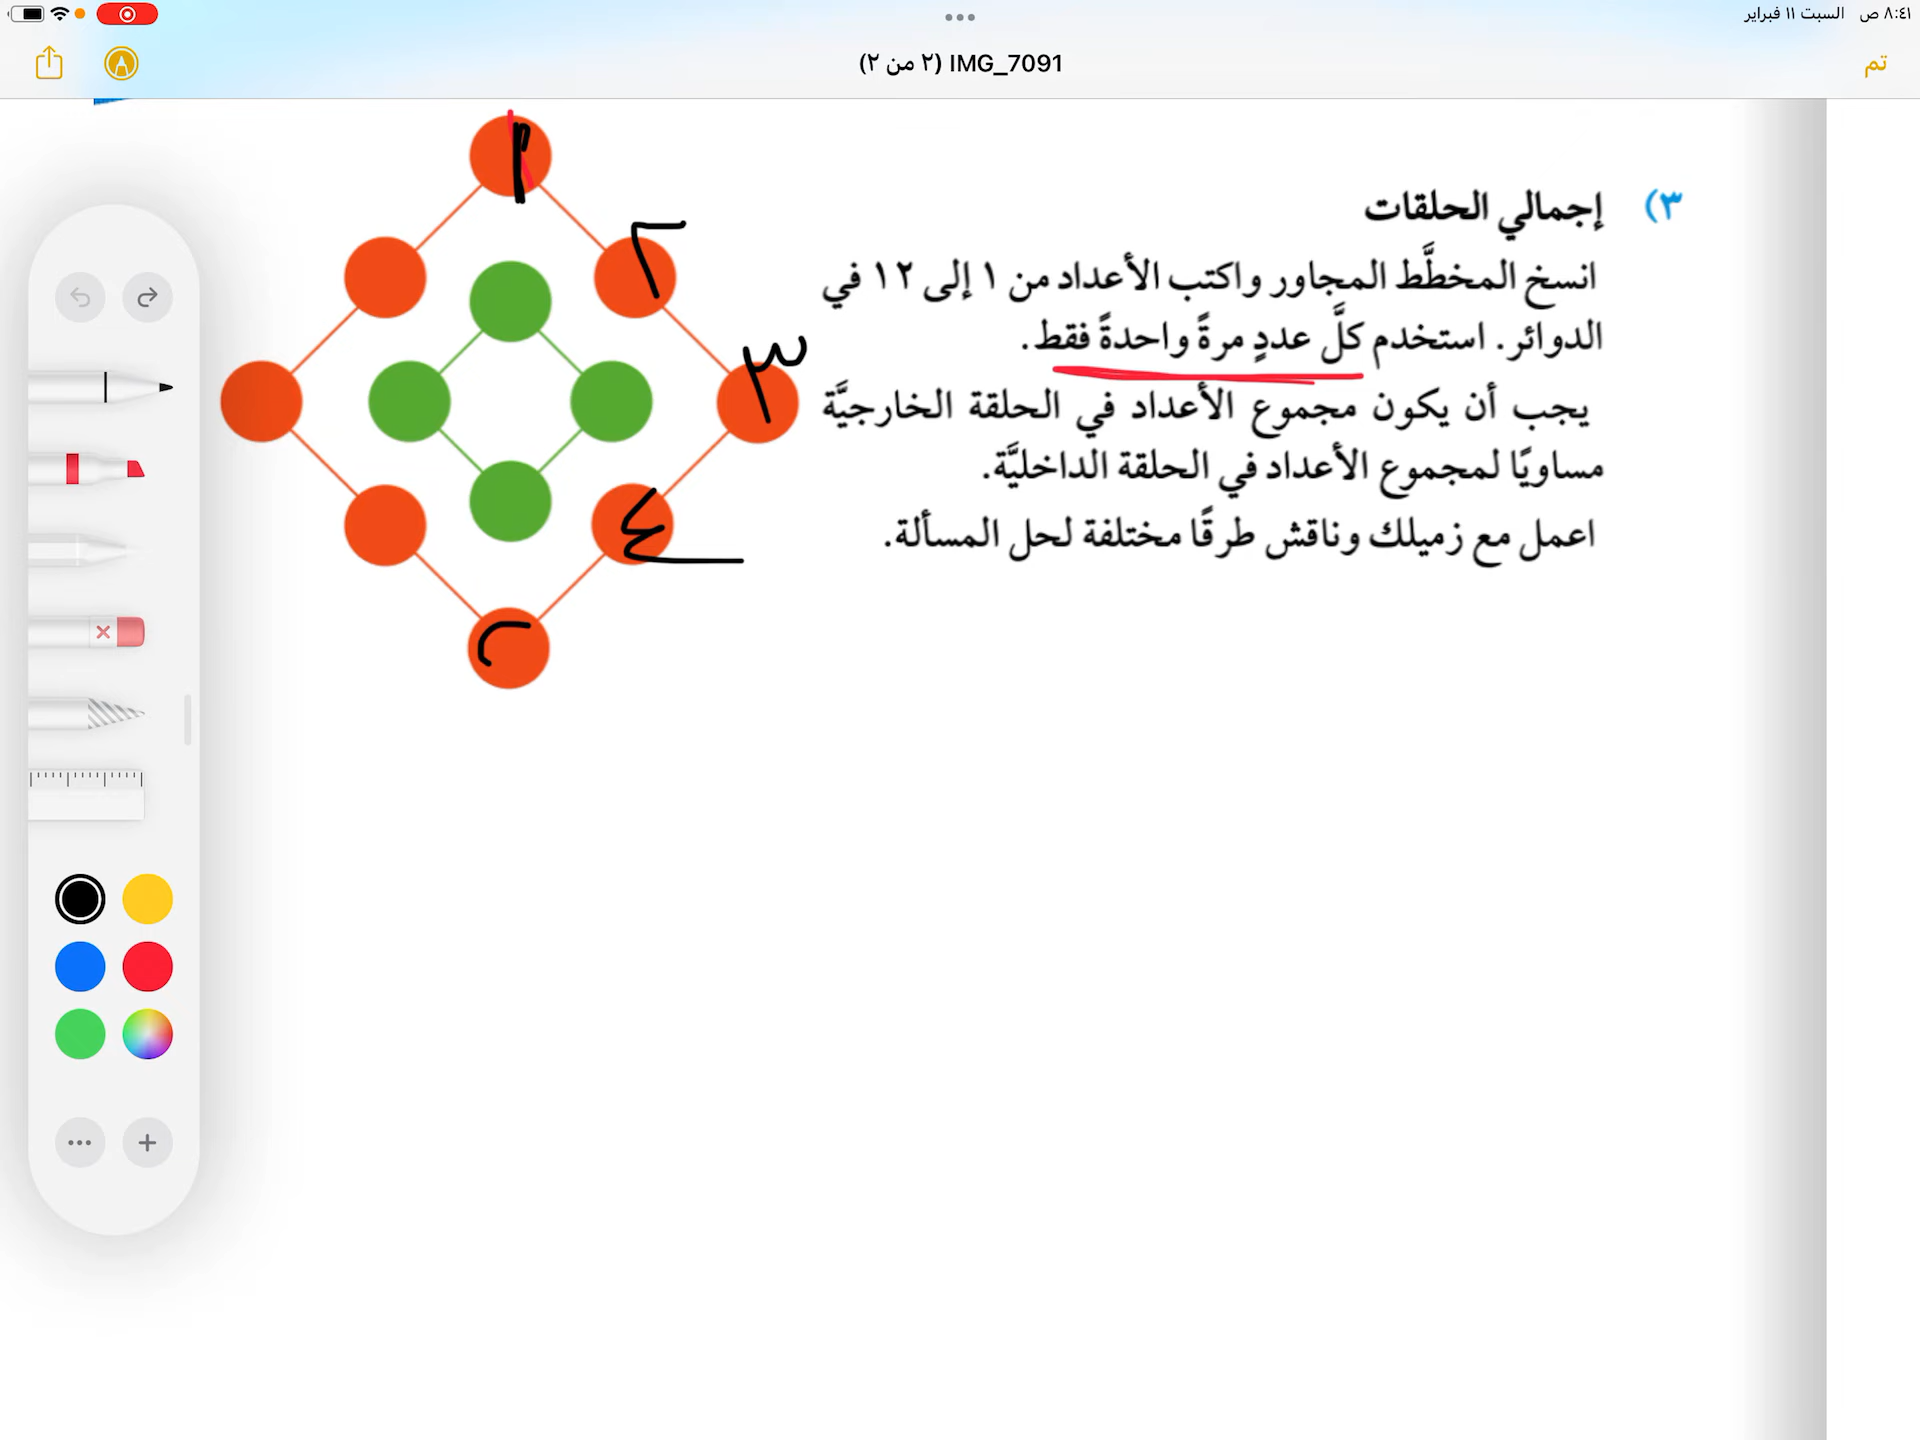 ٨:٤١ ص السبت ١١ فبراير
IMG_7091 (٢ من ٢)
تم
٣) إجمالي الحلقات
انسخ المخطَّط المجاور واكتب الأعداد من ١ إلى ١٢ في
الدوائر. استخدم كلَّ عددٍ مرةً واحدةً فقط.
يجب أن يكون مجموع الأعداد في الحلقة الخارجيَّة
مساويًا لمجموع الأعداد في الحلقة الداخليَّة.
اعمل مع زميلك وناقش طرقًا مختلفة لحل المسألة.
١
٢
٣
٤